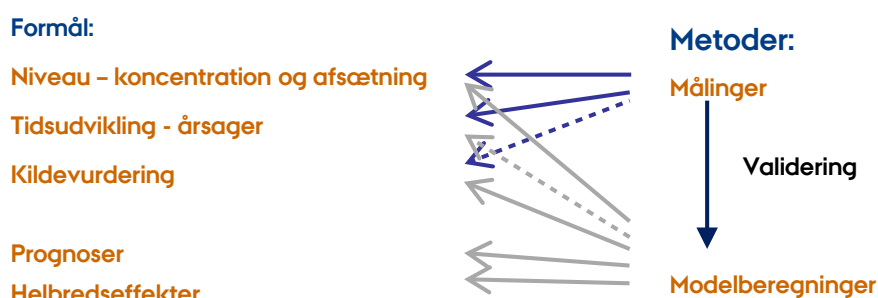 Formål:
Niveau – koncentration og afsætning
Tidsudvikling - årsager
Kildevurdering
Prognoser
Helbredseffekter
Metoder:
Målinger
Validering
Modelberegninger